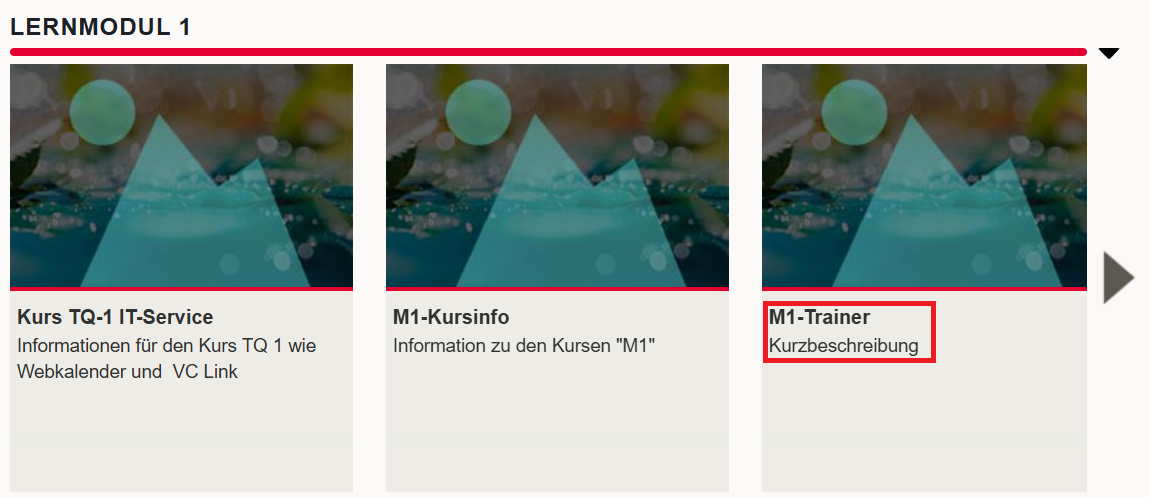 LERNMODUL 1
Kurs TQ-1 IT-Service
Informationen für den Kurs TQ 1 wie
Webkalender und  VC Link
M1-Kursinfo
Information zu den Kursen "M1"
M1-Trainer
Kurzbeschreibung